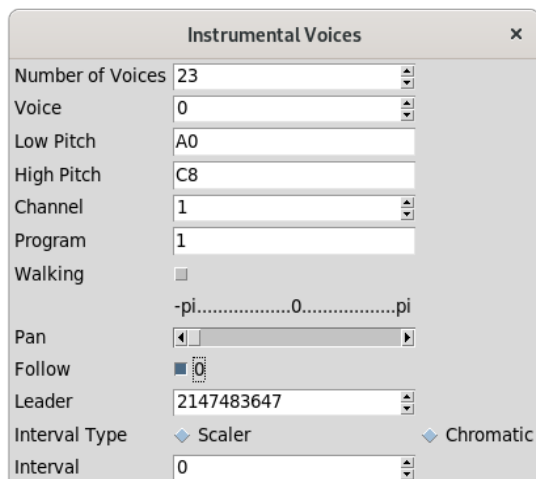 Instrumental Voices ×
Number of Voices 23
Voice 0
Low Pitch A0
High Pitch C8
Channel 1
Program 1
Walking
-pi..................0..................pi
Pan
Follow 0
Leader 2147483647
Interval Type Scaler Chromatic
Interval 0